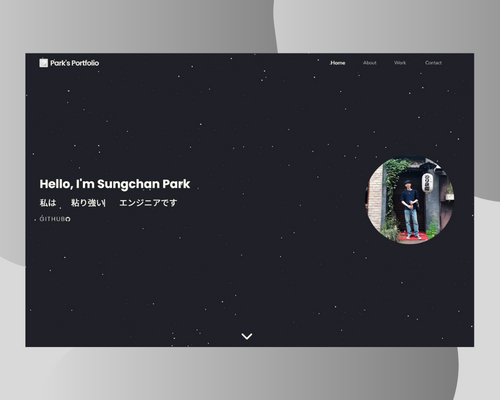 Park's Portfolio
.Home About Work Contact
Hello, I'm Sungchan Park
私は 粘り強い| エンジニアです
GITHUB